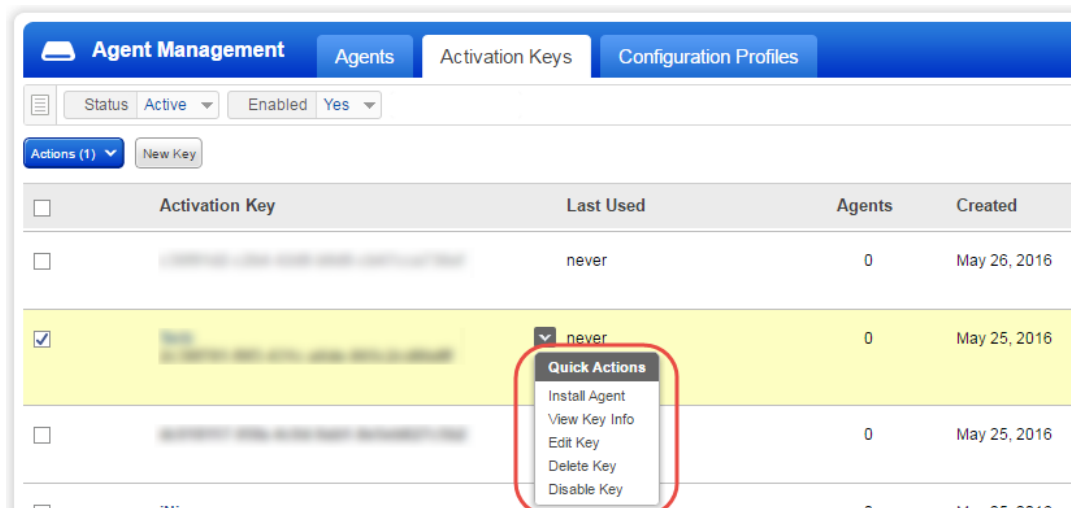 Agent Management Agents Activation Keys Configuration Profiles
Status Active Enabled Yes
Actions (1) New Key
Activation Key Last Used Agents Created
never 0 May 26, 2016
never 0 May 25, 2016
Quick Actions
Install Agent
View Key Info
Edit Key
0 May 25, 2016
Delete Key
Disable Key